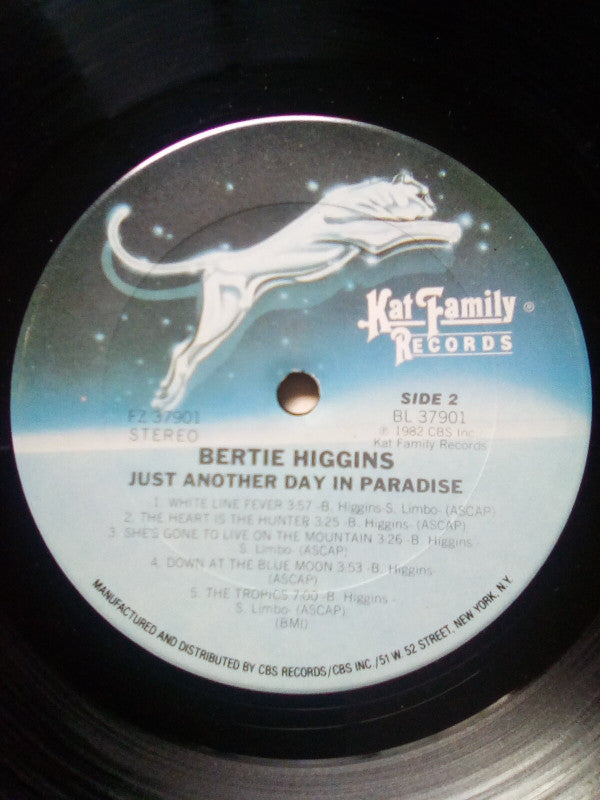 Kat Family ®
RECORDS
SIDE 2
FZ 37901
BL 37901
STEREO
℗ 1982 CBS Inc.
Kat Family Records
BERTIE HIGGINS
JUST ANOTHER DAY IN PARADISE
1. WHITE LINE FEVER 3:57 -B. Higgins-S. Limbo- (ASCAP)
2. THE HEART IS THE HUNTER 3:25 -B. Higgins- (ASCAP)
3. SHE'S GONE TO LIVE ON THE MOUNTAIN 3:26 -B. Higgins-
S. Limbo- (ASCAP)
4. DOWN AT THE BLUE MOON 3:53 -B. Higgins-
(ASCAP)
5. THE TROPICS 7:00 -B. Higgins -
S. Limbo- (ASCAP)
(BMI)
MANUFACTURED AND DISTRIBUTED BY CBS RECORDS/CBS INC./51 W. 52 STREET, NEW YORK, N.Y.